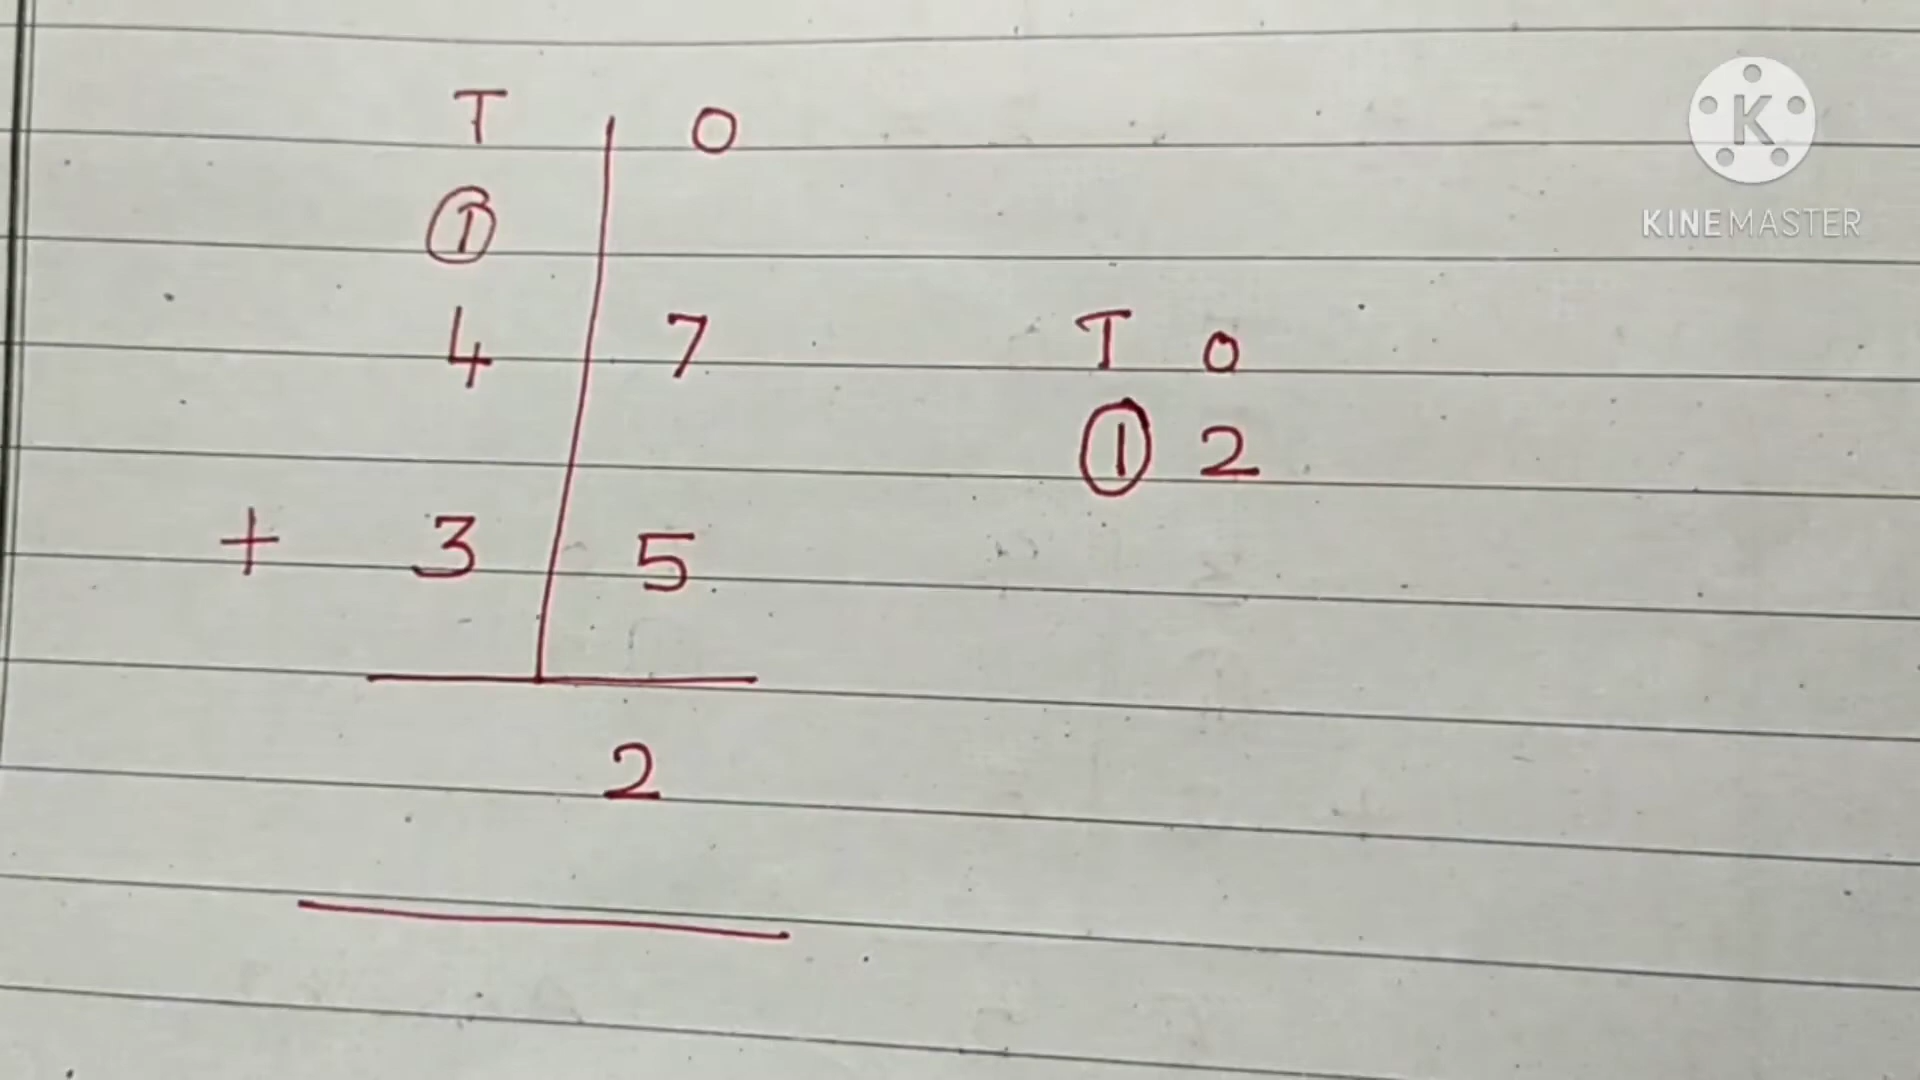 T | O
①
4 | 7
+ 3 | 5
2
T O
① 2
K
KINEMASTER